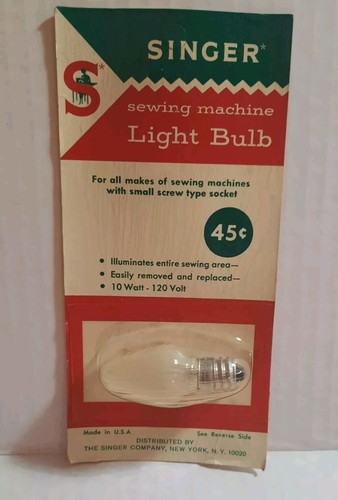 SINGER*
S*
sewing machine
Light Bulb
For all makes of sewing machines
with small screw type socket
45¢
• Illuminates entire sewing area—
• Easily removed and replaced—
• 10 Watt - 120 Volt
Made in U.S.A
See Reverse Side
DISTRIBUTED BY
THE SINGER COMPANY, NEW YORK, N. Y. 10020